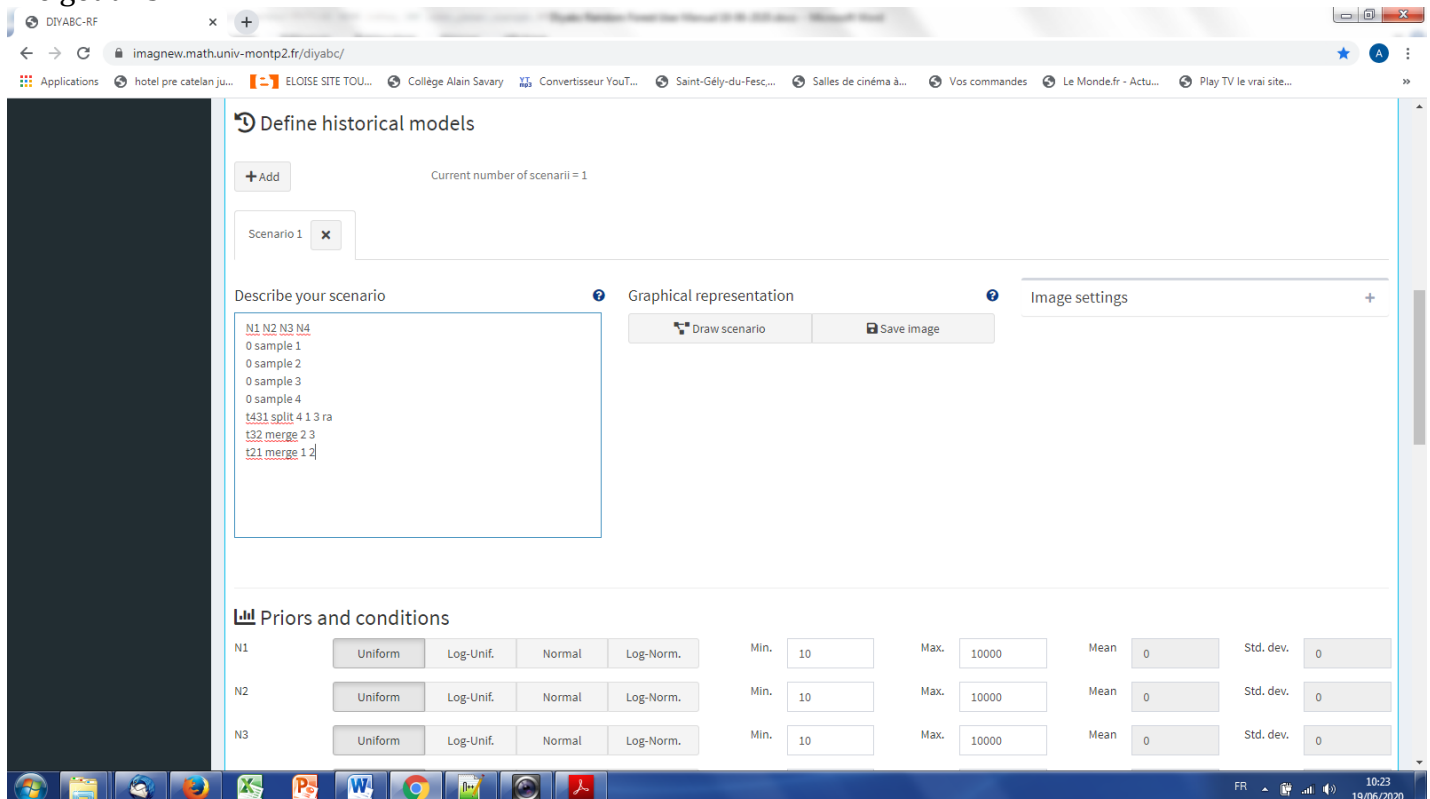 DIYABC-RF
imagnew.math.univ-montp2.fr/diyabc/
A
Applications hotel pre catelan ju... ELOISE SITE TOU... Collège Alain Savary Convertisseur YouT... Saint-Gély-du-Fesc,... Salles de cinéma à... Vos commandes Le Monde.fr - Actu... Play TV le vrai site... »
Define historical models
+ Add Current number of scenarii = 1
Scenario 1 ×
Describe your scenario ? Graphical representation ? Image settings +
Draw scenario Save image
N1 N2 N3 N4
0 sample 1
0 sample 2
0 sample 3
0 sample 4
t431 split 4 1 3 ra
t32 merge 2 3
t21 merge 1 2
Priors and conditions
N1 Uniform Log-Unif. Normal Log-Norm. Min. 10 Max. 10000 Mean 0 Std. dev. 0
N2 Uniform Log-Unif. Normal Log-Norm. Min. 10 Max. 10000 Mean 0 Std. dev. 0
N3 Uniform Log-Unif. Normal Log-Norm. Min. 10 Max. 10000 Mean 0 Std. dev. 0
FR 10:23
19/06/2020